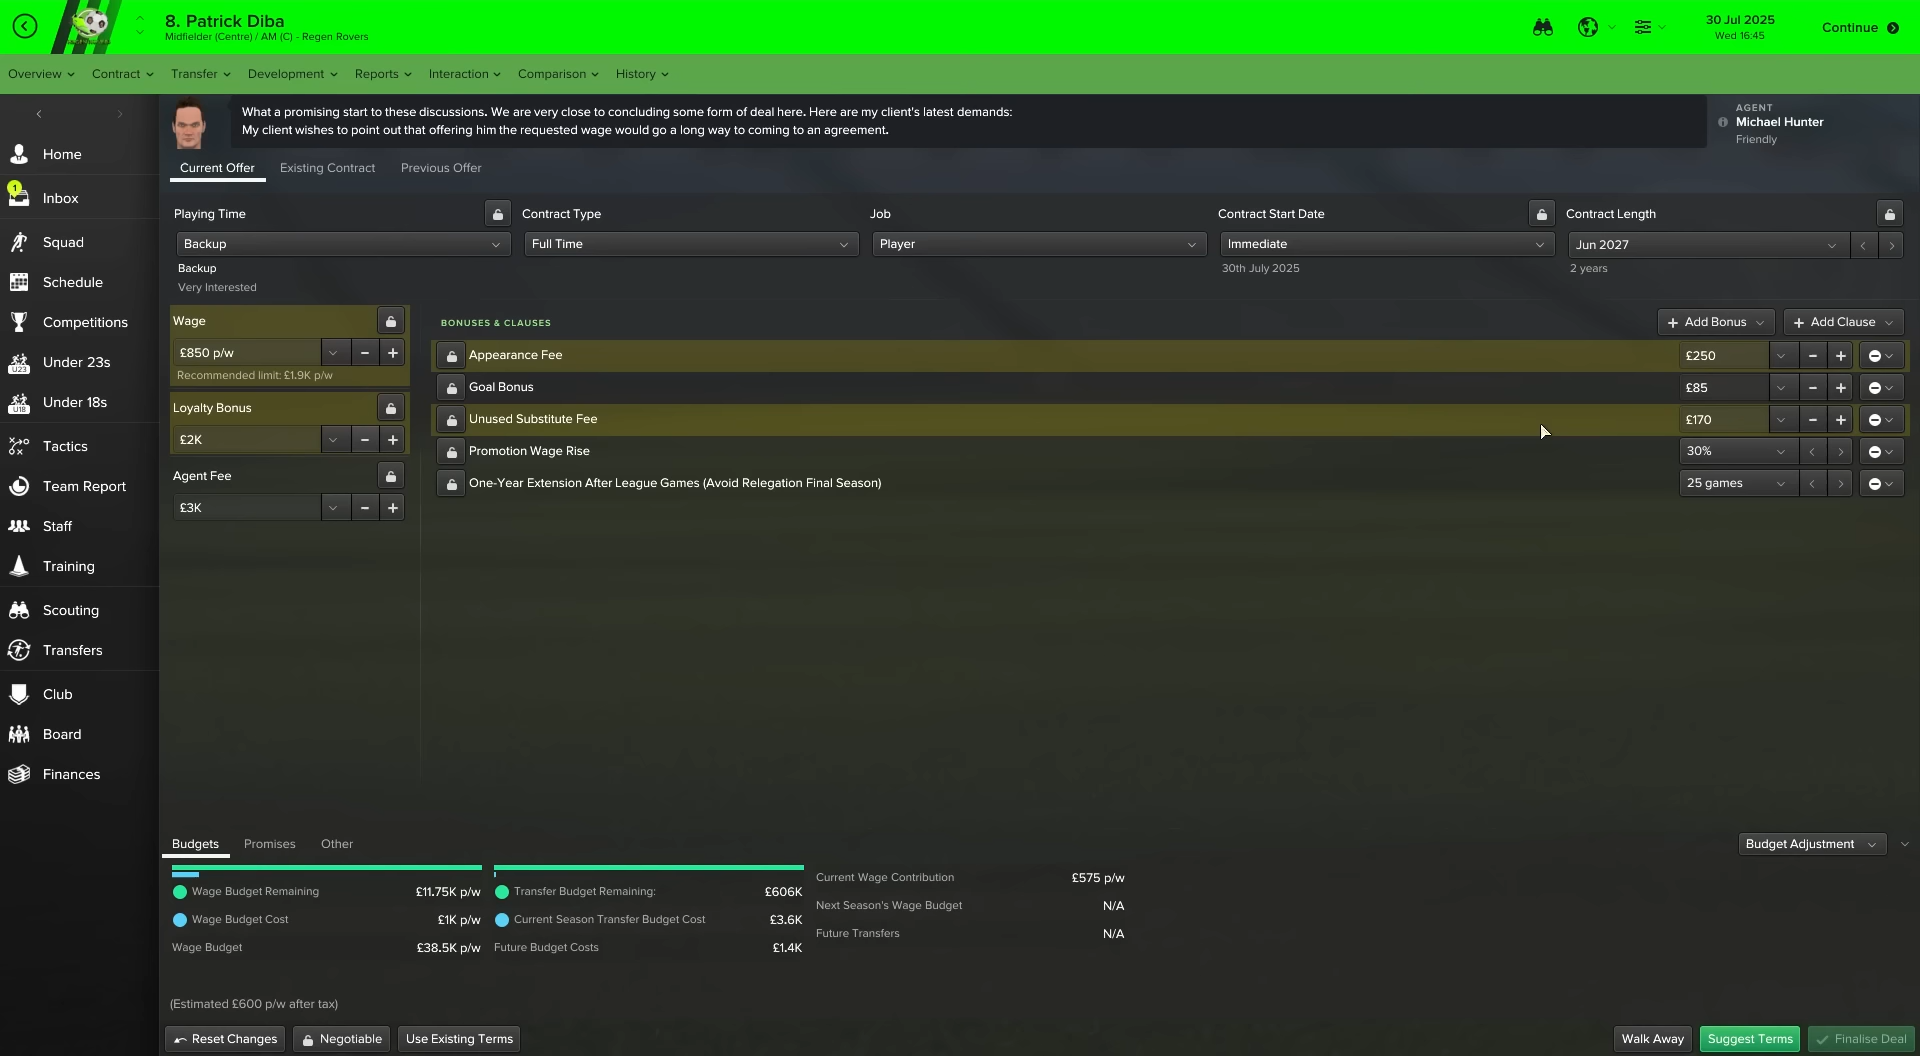 8. Patrick Diba
Midfielder (Centre) / AM (C) - Regen Rovers
30 Jul 2025
Wed 16:45
Continue
Overview
Contract
Transfer
Development
Reports
Interaction
Comparison
History
What a promising start to these discussions. We are very close to concluding some form of deal here. Here are my client's latest demands:
My client wishes to point out that offering him the requested wage would go a long way to coming to an agreement.
AGENT
Michael Hunter
Friendly
Home
1
Inbox
Squad
Schedule
Competitions
U23
Under 23s
U18
Under 18s
Tactics
Team Report
Staff
Training
Scouting
Transfers
Club
Board
Finances
Current Offer
Existing Contract
Previous Offer
Playing Time
Contract Type
Job
Contract Start Date
Contract Length
Backup
Full Time
Player
Immediate
Jun 2027
Backup
30th July 2025
2 years
Very Interested
Wage
£850 p/w
Recommended limit: £1.9K p/w
Loyalty Bonus
£2K
Agent Fee
£3K
BONUSES & CLAUSES
Add Bonus
Add Clause
Appearance Fee
£250
Goal Bonus
£85
Unused Substitute Fee
£170
Promotion Wage Rise
30%
One-Year Extension After League Games (Avoid Relegation Final Season)
25 games
Budgets
Promises
Other
Budget Adjustment
Wage Budget Remaining
£11.75K p/w
Wage Budget Cost
£1K p/w
Wage Budget
£38.5K p/w
Transfer Budget Remaining:
£606K
Current Season Transfer Budget Cost
£3.6K
Future Budget Costs
£1.4K
Current Wage Contribution
£575 p/w
Next Season's Wage Budget
N/A
Future Transfers
N/A
(Estimated £600 p/w after tax)
Reset Changes
Negotiable
Use Existing Terms
Walk Away
Suggest Terms
Finalise Deal